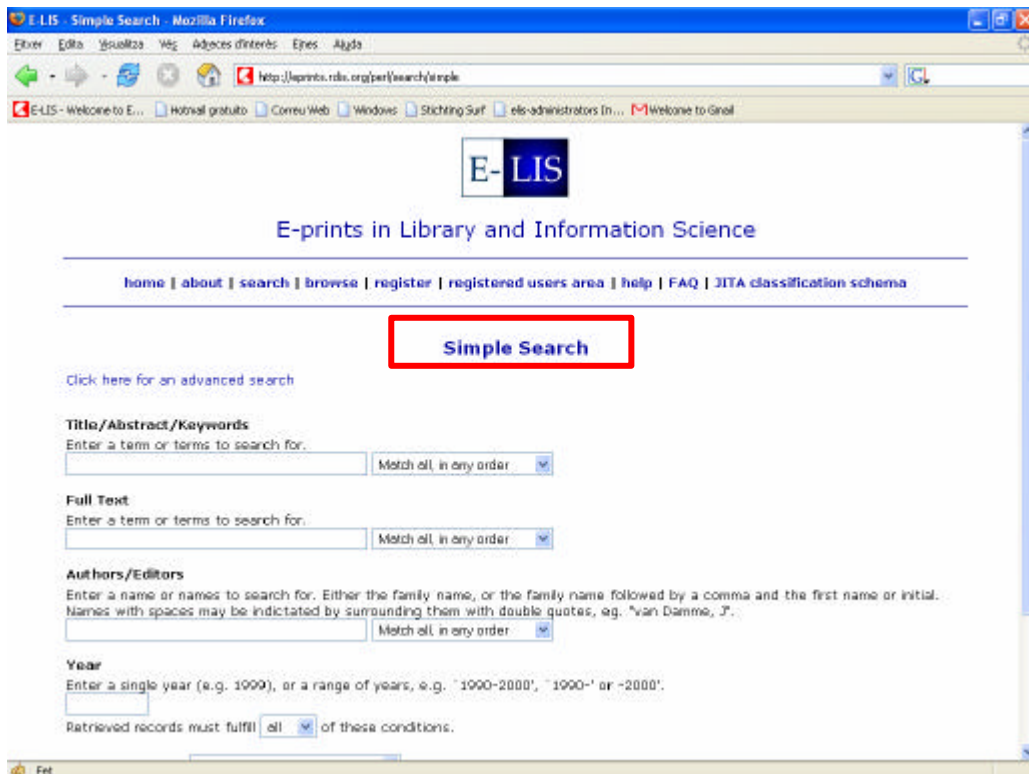 E-LIS - Simple Search - Mozilla Firefox
Fitxer Edita Visualitza Vés Adreces d'interès Eines Ajuda
http://eprints.rclis.org/perl/search/simple
E-LIS - Welcome to E... Hotmail gratuito Correu Web Windows Stichting Surf elis-administrators In... Welcome to Gmail
E-LIS
E-prints in Library and Information Science
home | about | search | browse | register | registered users area | help | FAQ | JITA classification schema
Simple Search
Click here for an advanced search
Title/Abstract/Keywords
Enter a term or terms to search for.
Match all, in any order
Full Text
Enter a term or terms to search for.
Match all, in any order
Authors/Editors
Enter a name or names to search for. Either the family name, or the family name followed by a comma and the first name or initial.
Names with spaces may be indictated by surrounding them with double quotes, eg. "van Damme, J".
Match all, in any order
Year
Enter a single year (e.g. 1999), or a range of years, e.g. `1990-2000', `1990-' or -2000'.
Retrieved records must fulfill all of these conditions.
Fet